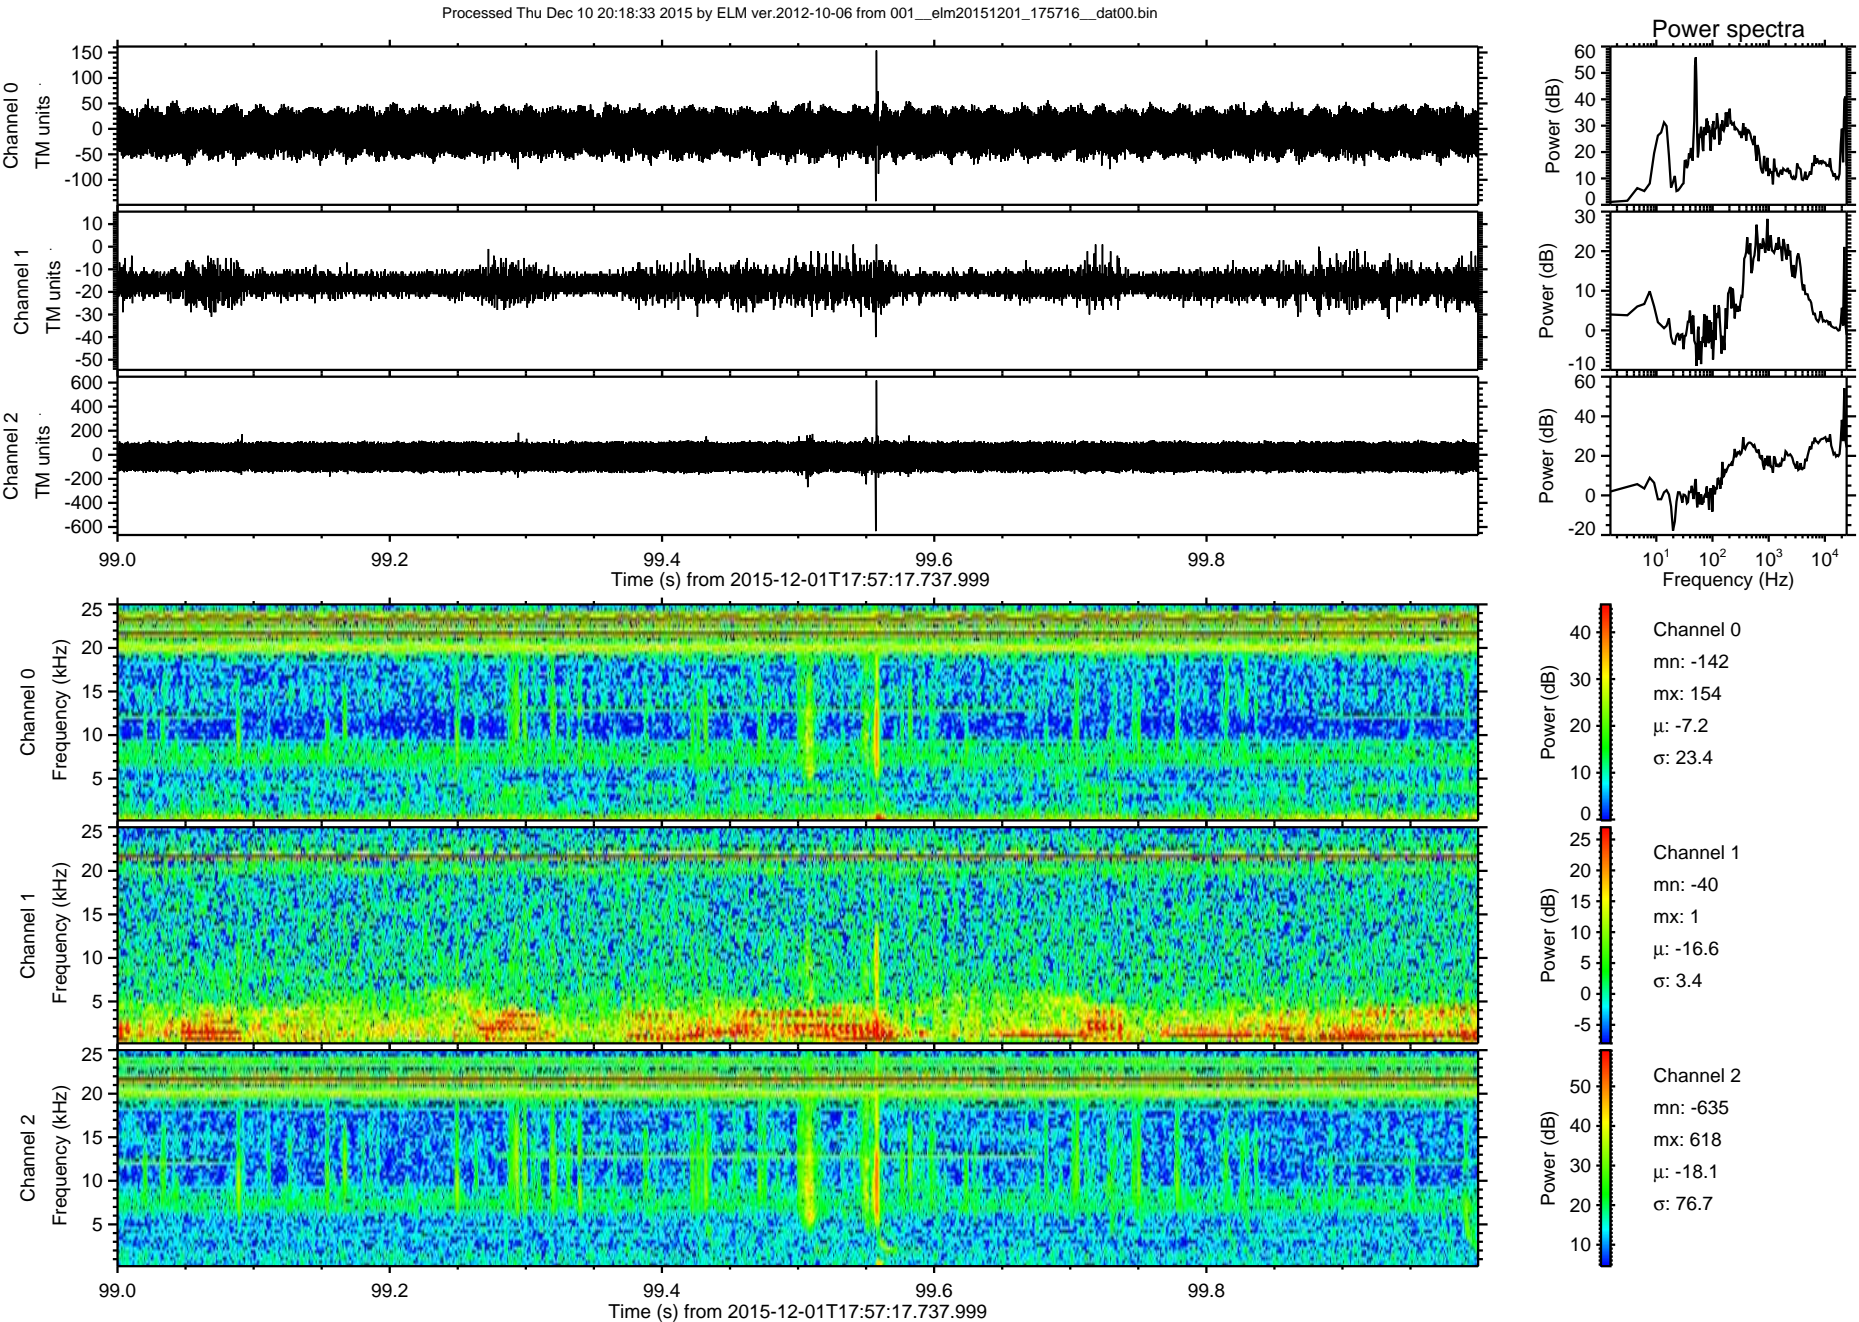 Processed Thu Dec 10 20:18:33 2015 by ELM ver.2012-10-06 from 001__elm20151201_175716__dat00.bin
Power spectra
Channel 0
TM units
150
100
50
0
-50
-100
Power (dB)
60
50
40
30
20
10
0
Channel 1
TM units
10
0
-10
-20
-30
-40
-50
Power (dB)
30
20
10
0
-10
Channel 2
TM units
600
400
200
0
-200
-400
-600
Power (dB)
60
40
20
0
-20
99.0 99.2 99.4 99.6 99.8
Time (s) from 2015-12-01T17:57:17.737.999
10^1 10^2 10^3 10^4
Frequency (Hz)
Channel 0
Frequency (kHz)
25
20
15
10
5
Power (dB)
40
30
20
10
0
Channel 0
mn: -142
mx: 154
μ: -7.2
σ: 23.4
Channel 1
Frequency (kHz)
25
20
15
10
5
Power (dB)
25
20
15
10
5
0
-5
Channel 1
mn: -40
mx: 1
μ: -16.6
σ: 3.4
Channel 2
Frequency (kHz)
25
20
15
10
5
Power (dB)
50
40
30
20
10
Channel 2
mn: -635
mx: 618
μ: -18.1
σ: 76.7
99.0 99.2 99.4 99.6 99.8
Time (s) from 2015-12-01T17:57:17.737.999